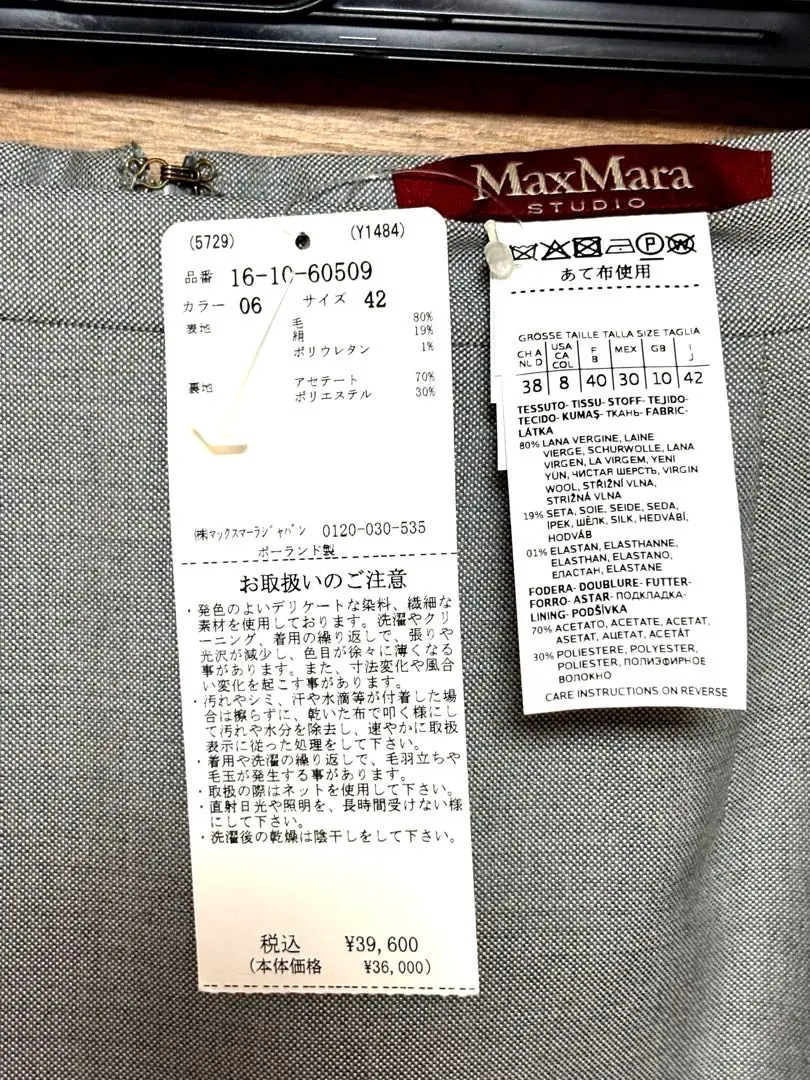 MaxMara
STUDIO
(5729)
(Y1484)
品番 16-10-60509
カラー 06 サイズ 42
表地 毛 80%
絹 19%
ポリウレタン 1%
裏地 アセテート 70%
ポリエステル 30%
㈱マックスマーラジャパン 0120-030-535
ポーランド製
お取扱いのご注意
・発色のよいデリケートな染料、繊細な
素材を使用しております。洗濯やクリ
ーニング、着用の繰り返しで、張りや
光沢が減少し、色目が徐々に薄くなる
事があります。また、寸法変化や風合
い変化を起こす事があります。
・汚れやシミ、汗や水滴等が付着した場
合は擦らずに、乾いた布で叩く様にし
て汚れや水分を除去し、速やかに取扱
表示に従った処理をして下さい。
・着用や洗濯の繰り返しで、毛羽立ちや
毛玉が発生する事があります。
・取扱の際はネットを使用して下さい。
・直射日光や照明を、長時間受けない様
にして下さい。
・洗濯後の乾燥は陰干しをして下さい。
税込 ¥39,600
(本体価格 ¥36,000)
P W
あて布使用
GRÖSSE TAILLE TALLA SIZE TAGLIA
CH A NL D USA CA COL F B MEX GB I J
38 8 40 30 10 42
TESSUTO- TISSU- STOFF- TEJIDO-
TECIDO- KUMAŞ- ТКАНЬ- FABRIC-
LÁTKA
80% LANA VERGINE, LAINE
VIERGE, SCHURWOLLE, LANA
VIRGEN, LA VIRGEM, YENI
YÜN, ЧИСТАЯ ШЕРСТЬ, VIRGIN
WOOL, STŘIŽNÍ VLNA,
STRIŽNÁ VLNA
19% SETA, SOIE, SEIDE, SEDA,
İPEK, ШЁЛК, SILK, HEDVÁBÍ,
HODVÁB
01% ELASTAN, ELASTHANNE,
ELASTHAN, ELASTANO,
ЕЛАСТАН, ELASTANE
FODERA- DOUBLURE- FUTTER-
FORRO- ASTAR- ПОДКЛАДКА-
LINING- PODŠÍVKA
70% ACETATO, ACETATE, ACETAT,
ASETAT, АЦЕТАТ, ACETÁT
30% POLIESTERE, POLYESTER,
POLIESTER, ПОЛИЭФИРНОЕ
ВОЛОКНО
CARE INSTRUCTIONS ON REVERSE